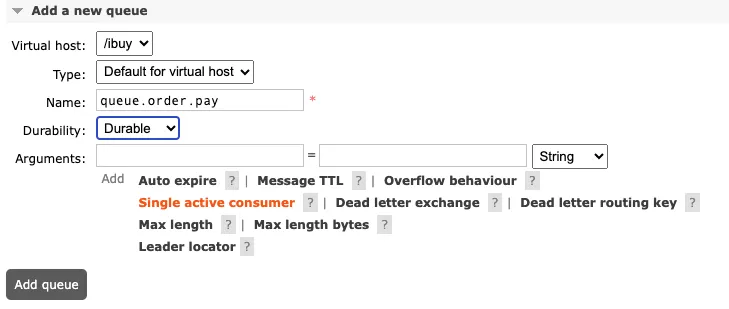 Add a new queue
Virtual host: /ibuy
Type: Default for virtual host
Name: queue.order.pay *
Durability: Durable
Arguments: = String
Add Auto expire ? | Message TTL ? | Overflow behaviour ?
Single active consumer ? | Dead letter exchange ? | Dead letter routing key ?
Max length ? | Max length bytes ?
Leader locator ?
Add queue